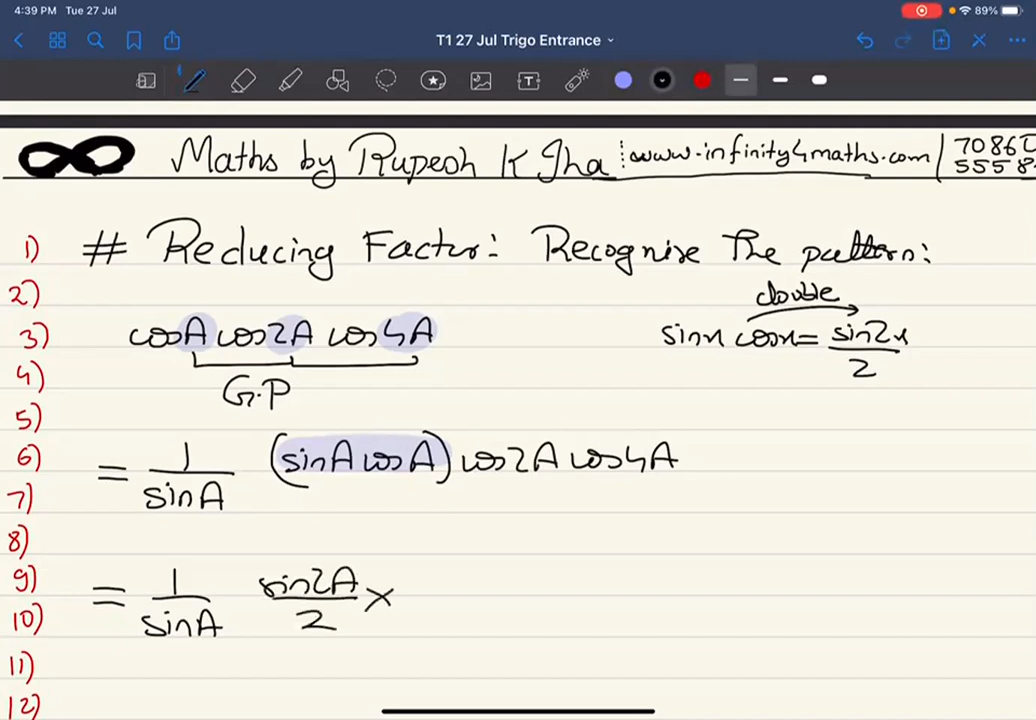 4:39 PM Tue 27 Jul
89%
T1 27 Jul Trigo Entrance
T
Maths by Rupesh K Jha
www.infinity4maths.com
7086
5558
1) # Reducing Factor: Recognise The pattern:
2) double
3) cosA cos2A cos4A sinx cosx = sin2x/2
4) G.P
5)
6) = 1/sinA (sinA cosA) cos2A cos4A
7)
8)
9) = 1/sinA sin2A/2 ×
10)
11)
12)